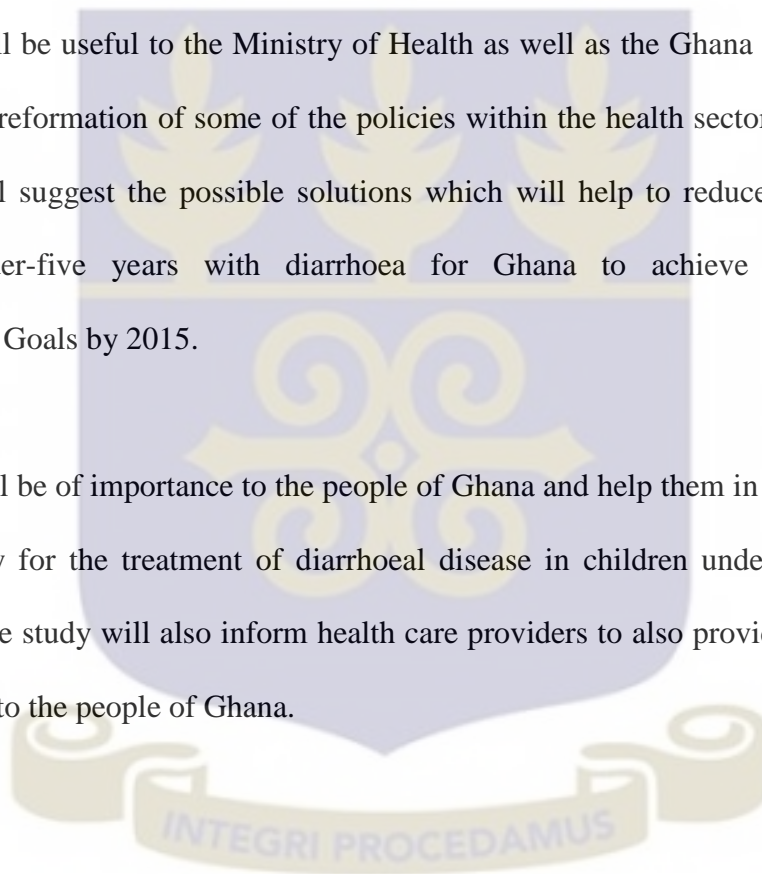 ll be useful to the Ministry of Health as well as the Ghana
reformation of some of the policies within the health sector
l suggest the possible solutions which will help to reduce
er-five years with diarrhoea for Ghana to achieve
Goals by 2015.
l be of importance to the people of Ghana and help them in
y for the treatment of diarrhoeal disease in children unde
e study will also inform health care providers to also provi
to the people of Ghana.
INTEGRI PROCEDAMUS